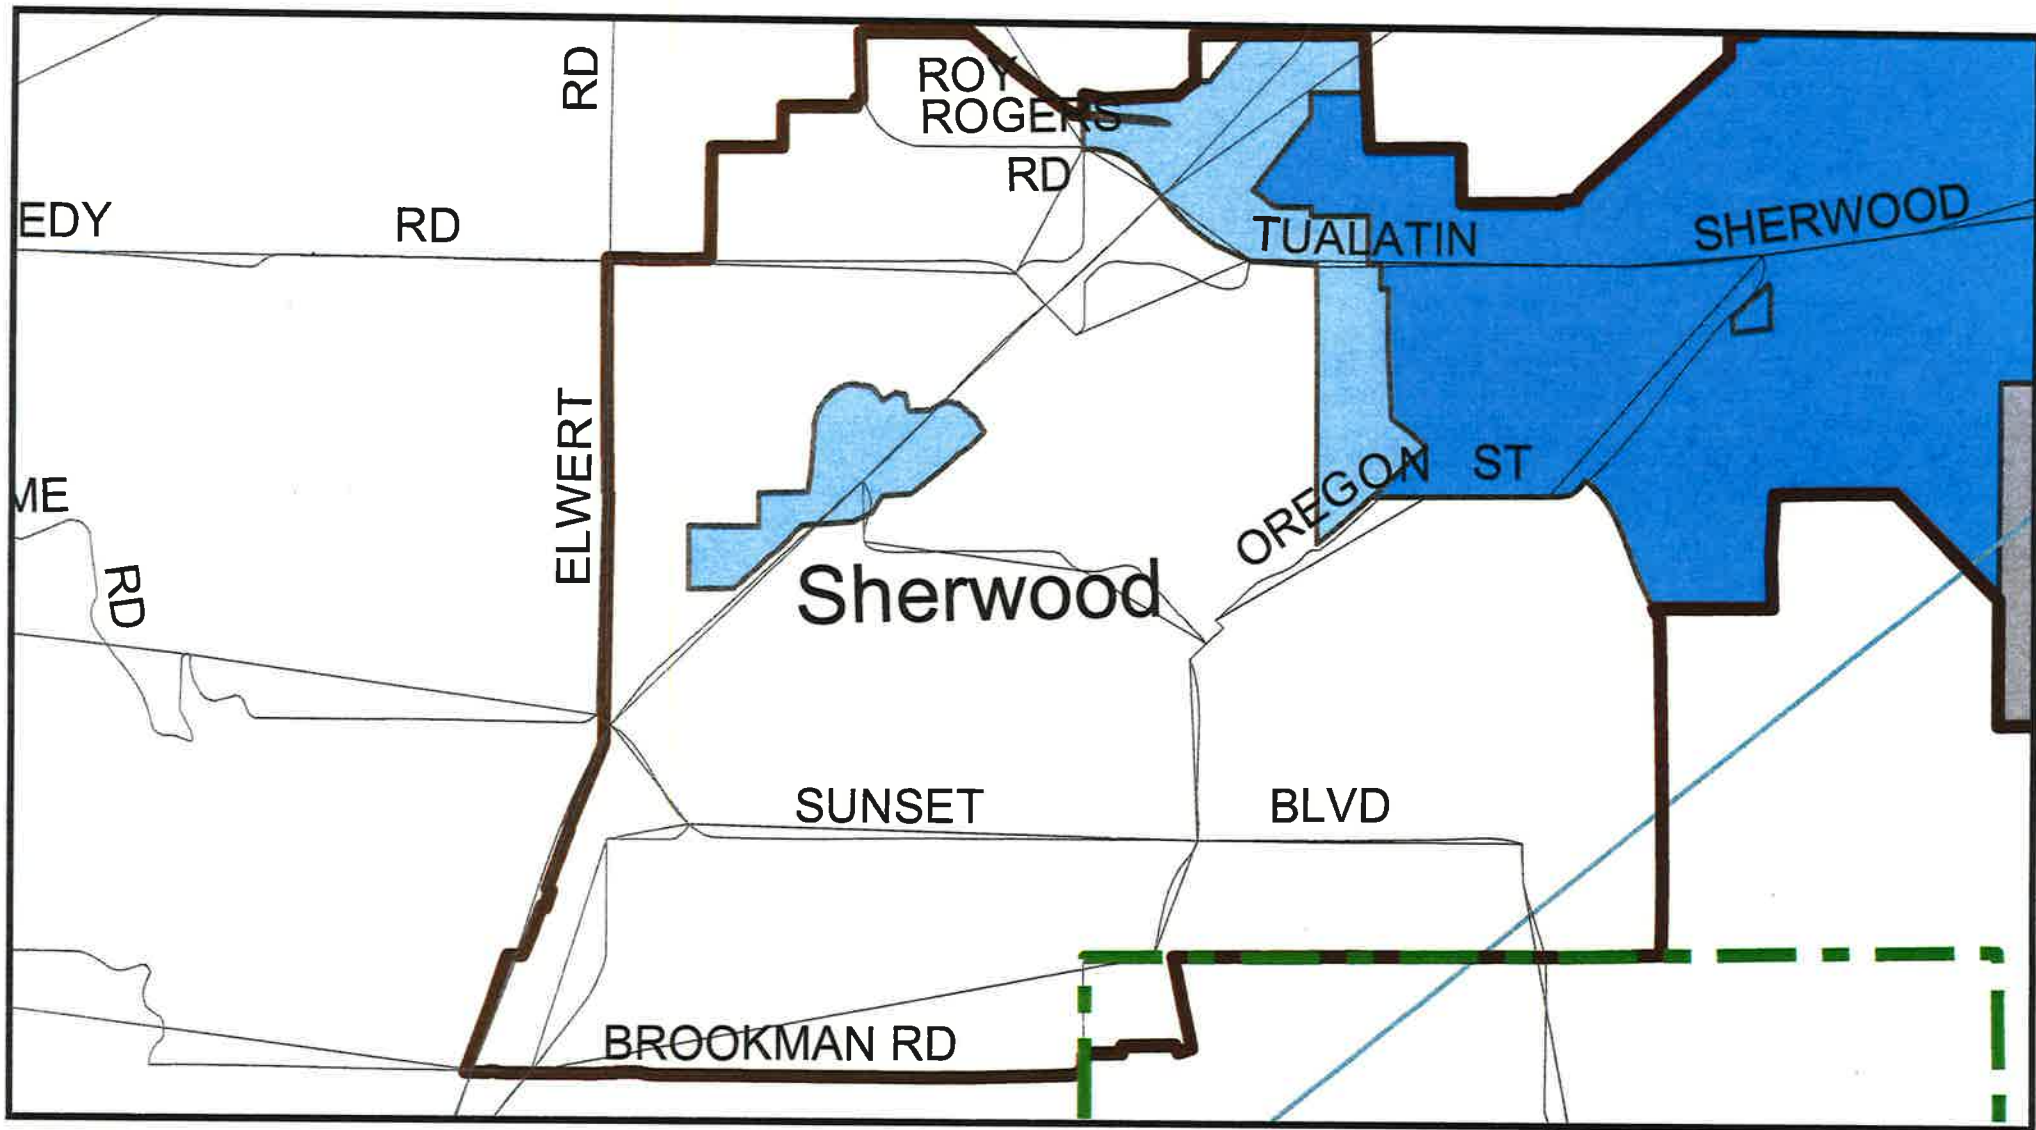 RD
ROY
ROGERS
RD
EDY RD
TUALATIN SHERWOOD
ELWERT
OREGON ST
ME
RD
Sherwood
SUNSET BLVD
BROOKMAN RD